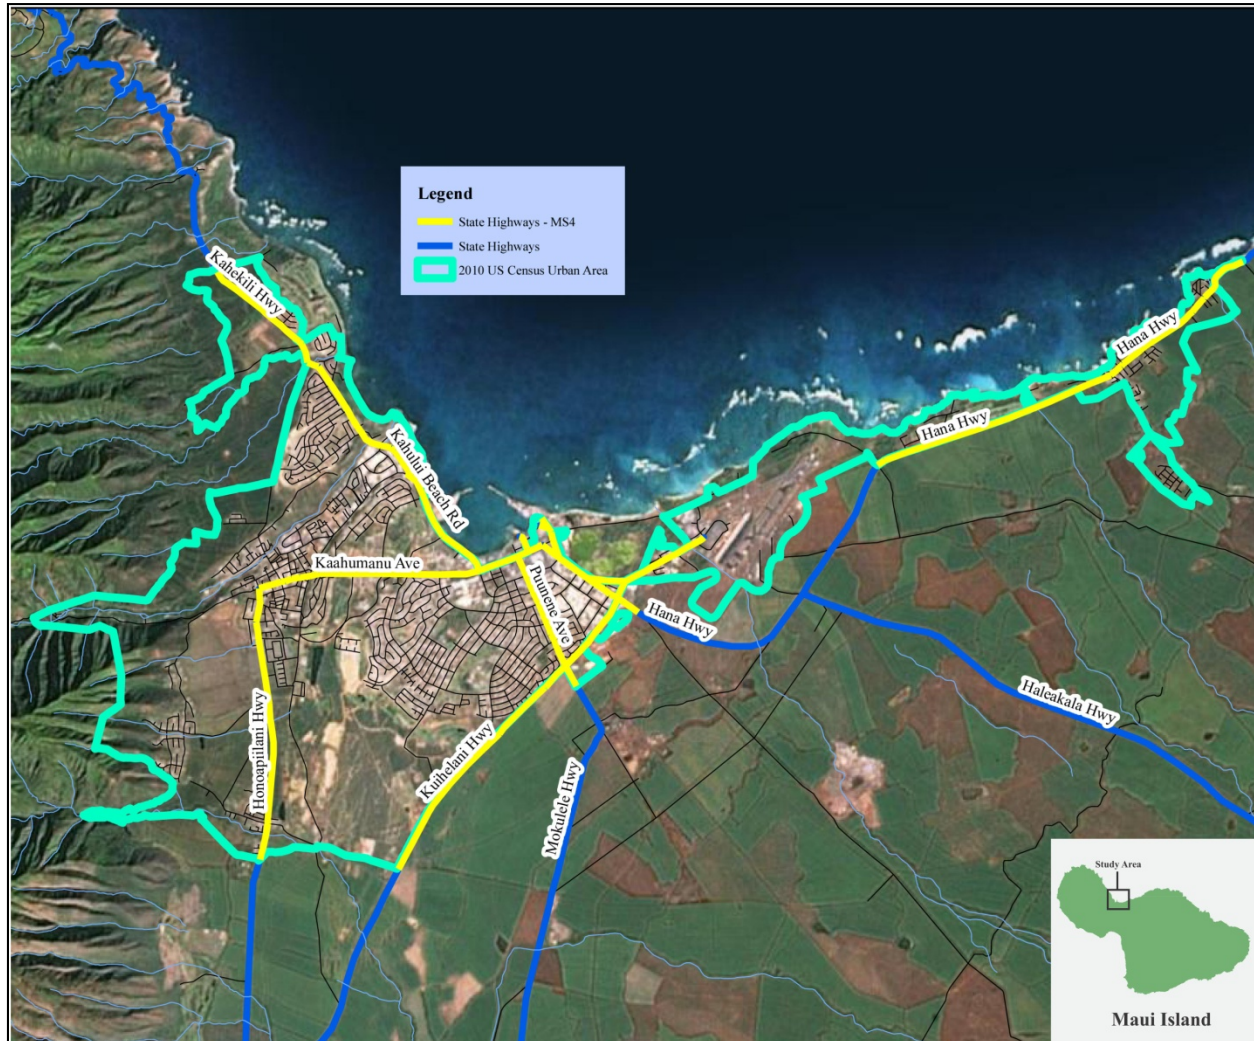 Legend
State Highways - MS4
State Highways
2010 US Census Urban Area
Kahekili Hwy
Hana Hwy
Hana Hwy
Kahului Beach Rd
Kaahumanu Ave
Puunene Ave
Hana Hwy
Haleakala Hwy
Honoapiilani Hwy
Kuihelani Hwy
Mokulele Hwy
Study Area
Maui Island